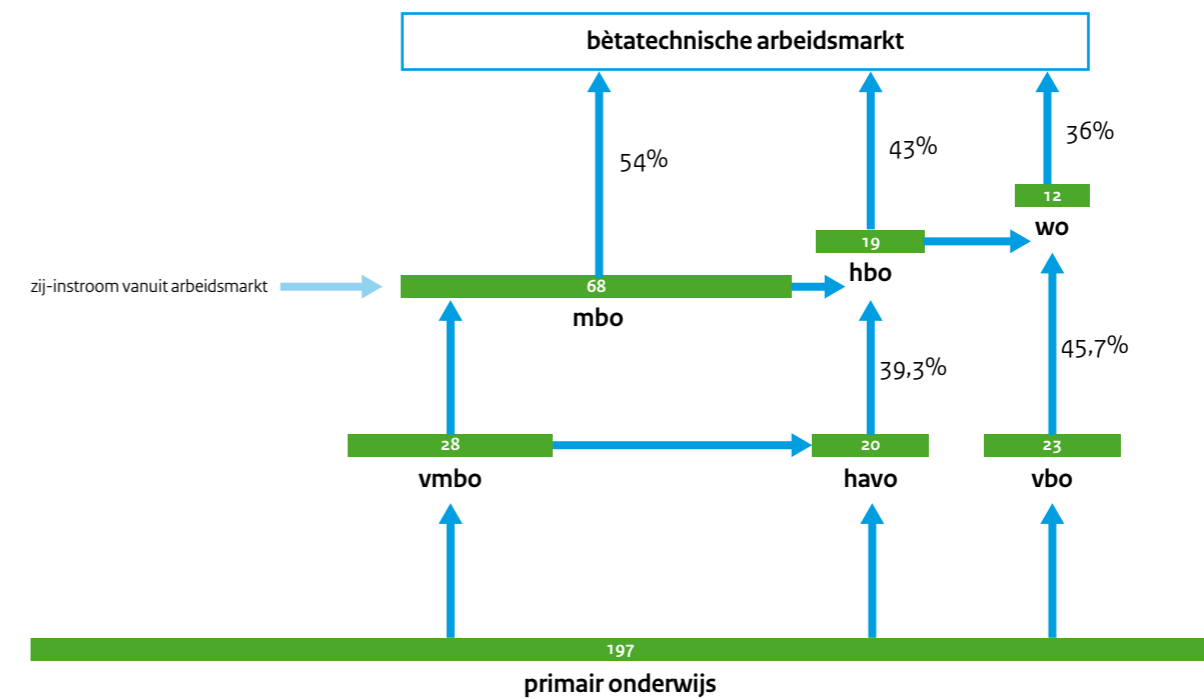 bètatechnische arbeidsmarkt
54%
43%
36%
12
wo
19
hbo
zij-instroom vanuit arbeidsmarkt
68
mbo
39,3%
45,7%
28
vmbo
20
havo
23
vbo
197
primair onderwijs